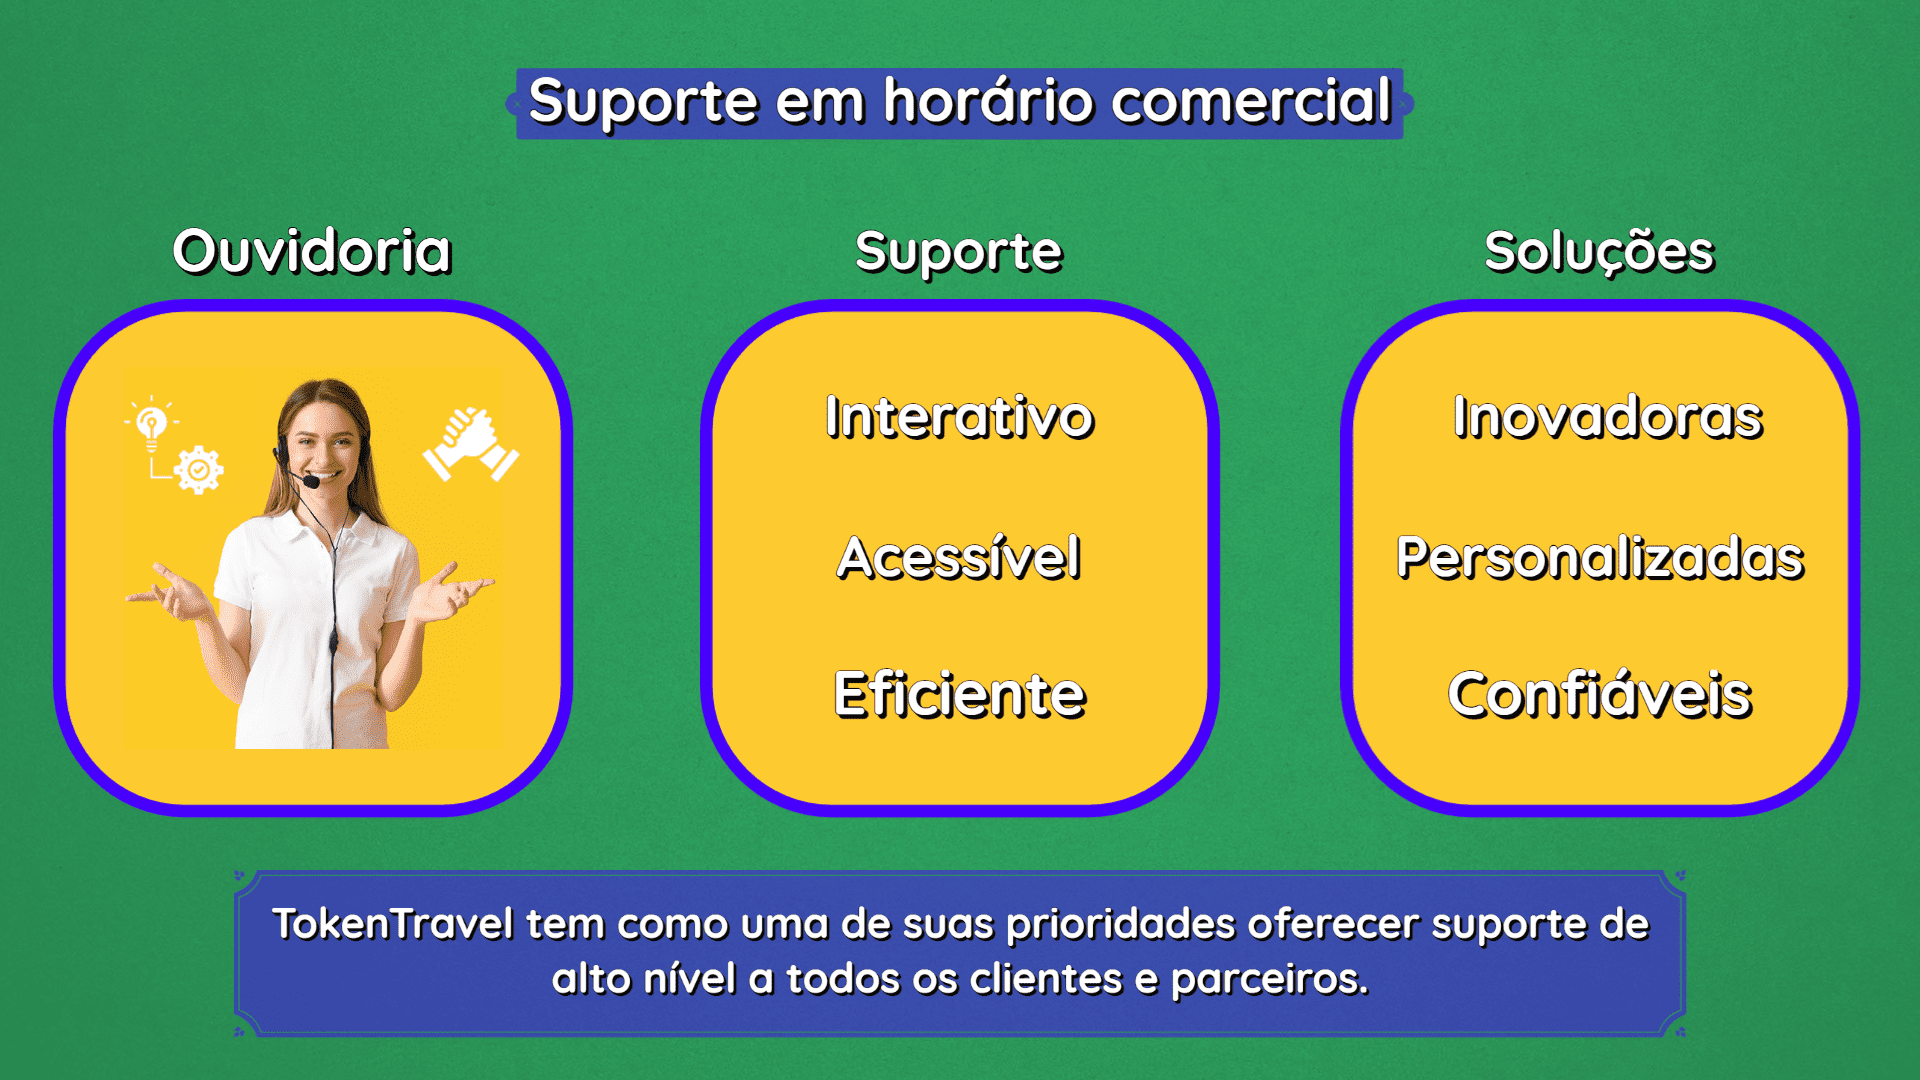 Suporte em horário comercial
Ouvidoria
Suporte
Interativo
Acessível
Eficiente
Soluções
Inovadoras
Personalizadas
Confiáveis
TokenTravel tem como uma de suas prioridades oferecer suporte de
alto nível a todos os clientes e parceiros.